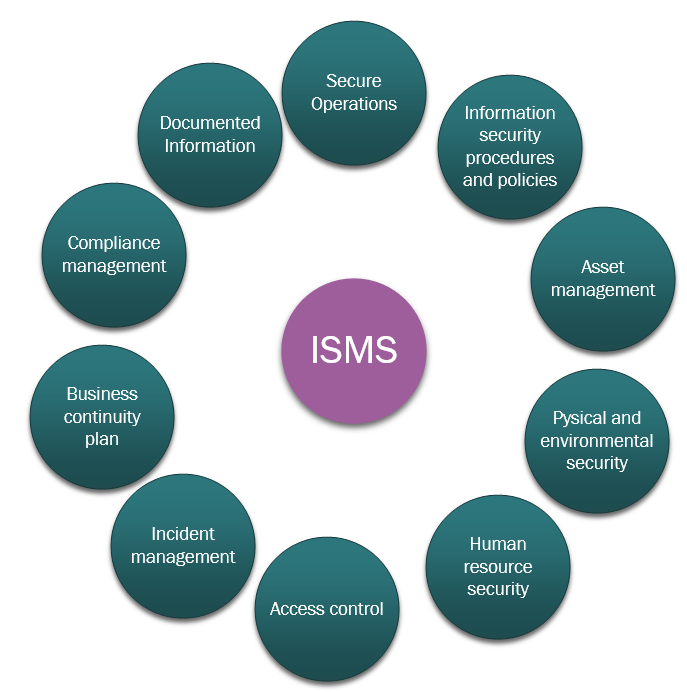 Secure
Operations
Information
security
procedures
and policies
Asset
management
Pysical and
environmental
security
Human
resource
security
Access control
Incident
management
Business
continuity
plan
Compliance
management
Documented
Information
ISMS